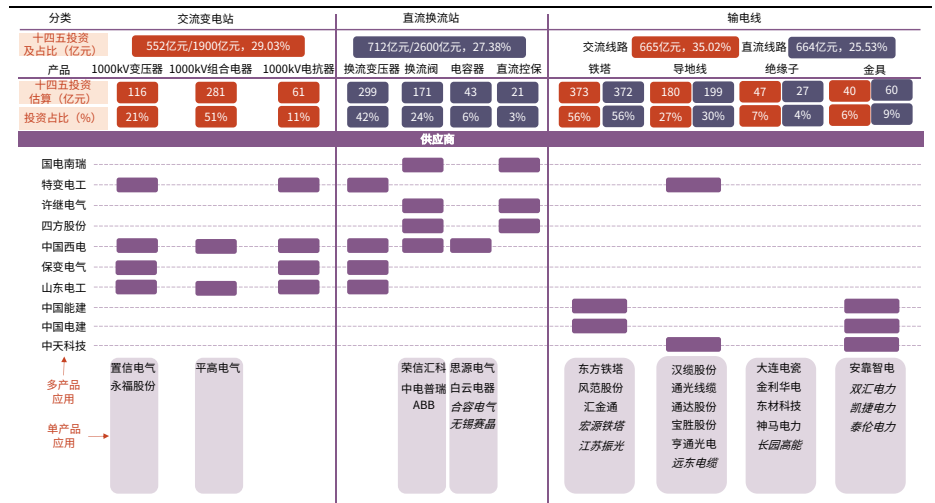 分类 交流变电站 直流换流站 输电线
十四五投资
及占比（亿元） 552亿元/1900亿元，29.03% 712亿元/2600亿元，27.38% 交流线路 665亿元，35.02% 直流线路 664亿元，25.53%
产品 1000kV变压器 1000kV组合电器 1000kV电抗器 换流变压器 换流阀 电容器 直流控保 铁塔 导地线 绝缘子 金具
十四五投资
估算（亿元） 116 281 61 299 171 43 21 373 372 180 199 47 27 40 60
投资占比（%） 21% 51% 11% 42% 24% 6% 3% 56% 56% 27% 30% 7% 4% 6% 9%
供应商
国电南瑞
特变电工
许继电气
四方股份
中国西电
保变电气
山东电工
中国能建
中国电建
中天科技
多产品
应用
单产品
应用
置信电气
永福股份
平高电气
荣信汇科
中电普瑞
ABB
思源电气
白云电器
合容电气
无锡赛晶
东方铁塔
风范股份
汇金通
宏源铁塔
江苏振光
汉缆股份
通光线缆
通达股份
宝胜股份
亨通光电
远东电缆
大连电瓷
金利华电
东材科技
神马电力
长园高能
安靠智电
双汇电力
凯捷电力
泰伦电力